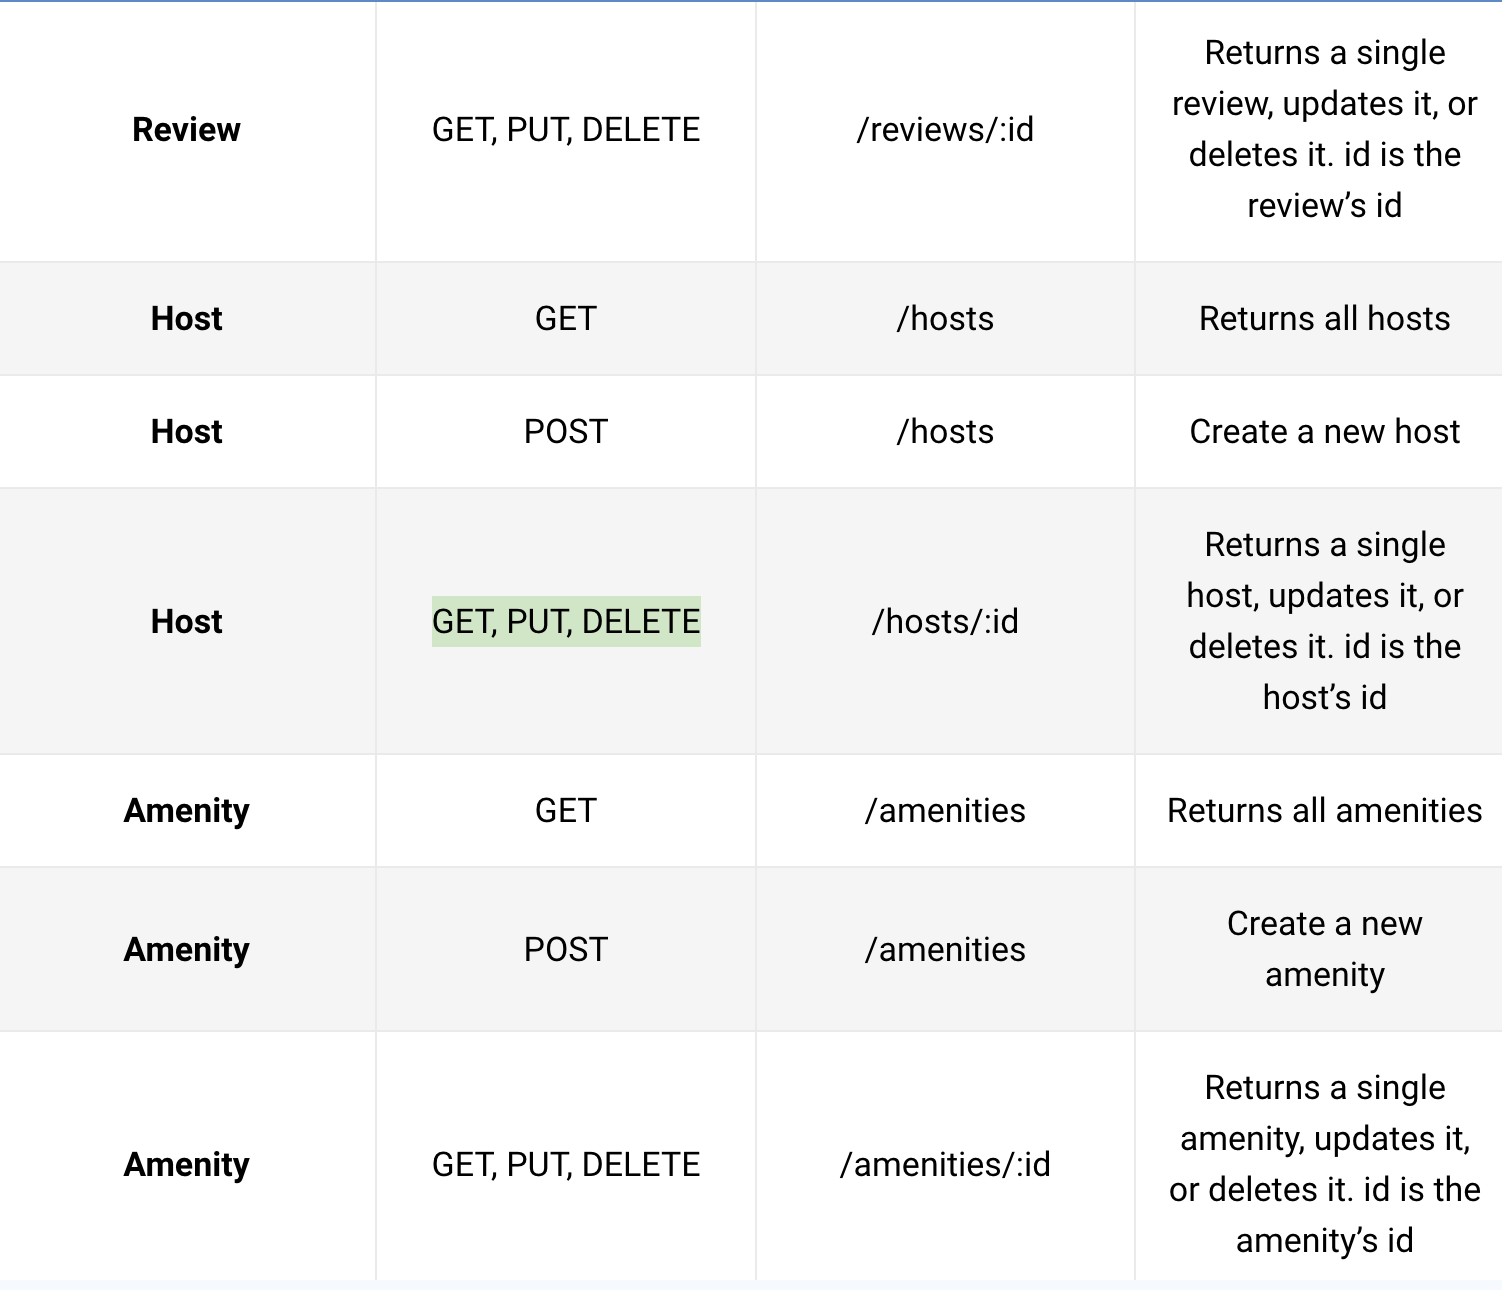 Review GET, PUT, DELETE /reviews/:id Returns a single
review, updates it, or
deletes it. id is the
review’s id
Host GET /hosts Returns all hosts
Host POST /hosts Create a new host
Host GET, PUT, DELETE /hosts/:id Returns a single
host, updates it, or
deletes it. id is the
host’s id
Amenity GET /amenities Returns all amenities
Amenity POST /amenities Create a new
amenity
Amenity GET, PUT, DELETE /amenities/:id Returns a single
amenity, updates it,
or deletes it. id is the
amenity’s id